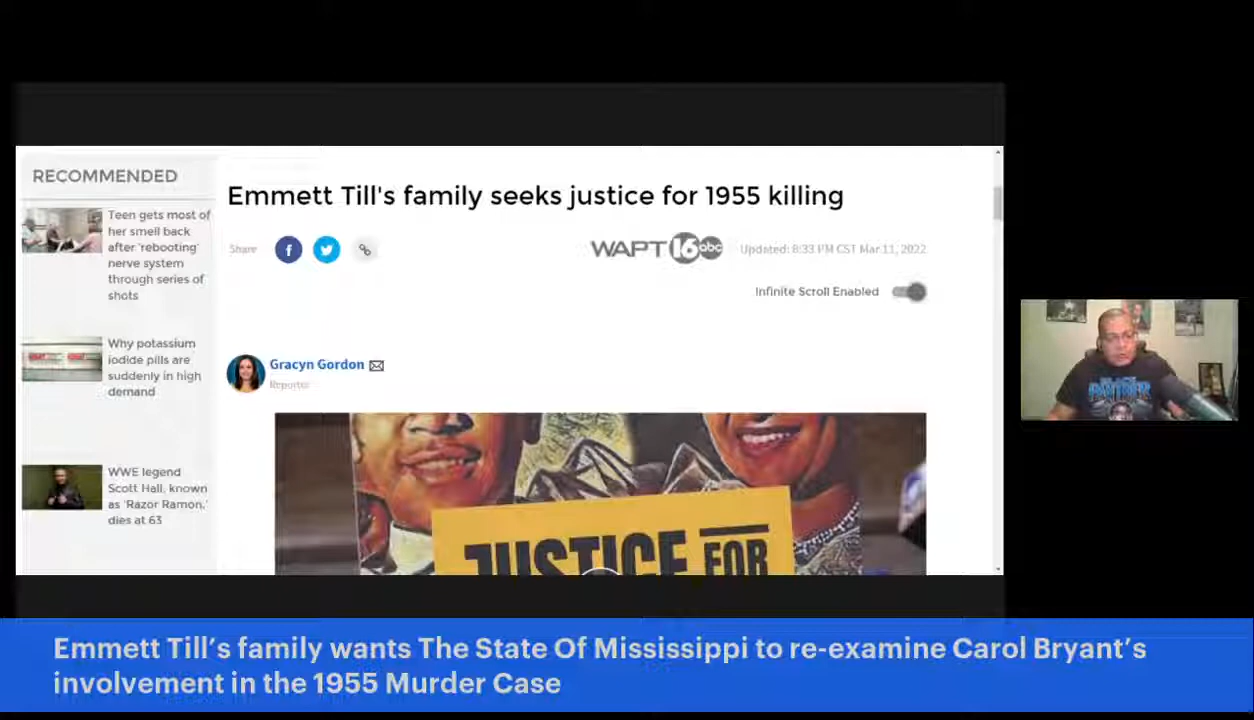 RECOMMENDED
Teen gets most of
her smell back
after 'rebooting'
nerve system
through series of
shots
Why potassium
iodide pills are
suddenly in high
demand
WWE legend
Scott Hall, known
as 'Razor Ramon,'
dies at 63
Emmett Till's family seeks justice for 1955 killing
Share
WAPT 16 abc
Updated: 8:33 PM CST Mar 11, 2022
Infinite Scroll Enabled
Gracyn Gordon
Reporter
JUSTICE FOR
BLACK
PANTHER
Emmett Till’s family wants The State Of Mississippi to re-examine Carol Bryant’s
involvement in the 1955 Murder Case